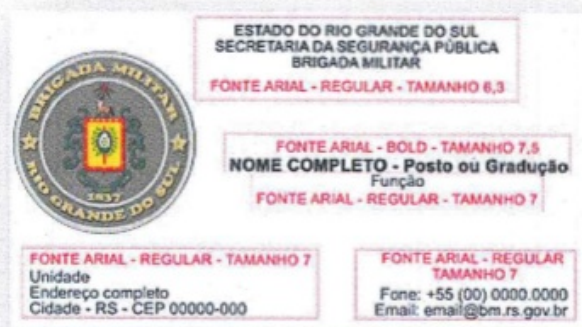 ESTADO DO RIO GRANDE DO SUL
SECRETARIA DA SEGURANÇA PÚBLICA
BRIGADA MILITAR
FONTE ARIAL - REGULAR - TAMANHO 6,3
BRIGADA MILITAR
1837
RIO GRANDE DO SUL
FONTE ARIAL - BOLD - TAMANHO 7,5
NOME COMPLETO - Posto ou Gradução
Função
FONTE ARIAL - REGULAR - TAMANHO 7
FONTE ARIAL - REGULAR - TAMANHO 7
Unidade
Endereço completo
Cidade - RS - CEP 00000-000
FONTE ARIAL - REGULAR
TAMANHO 7
Fone: +55 (00) 0000.0000
Email: email@bm.rs.gov.br